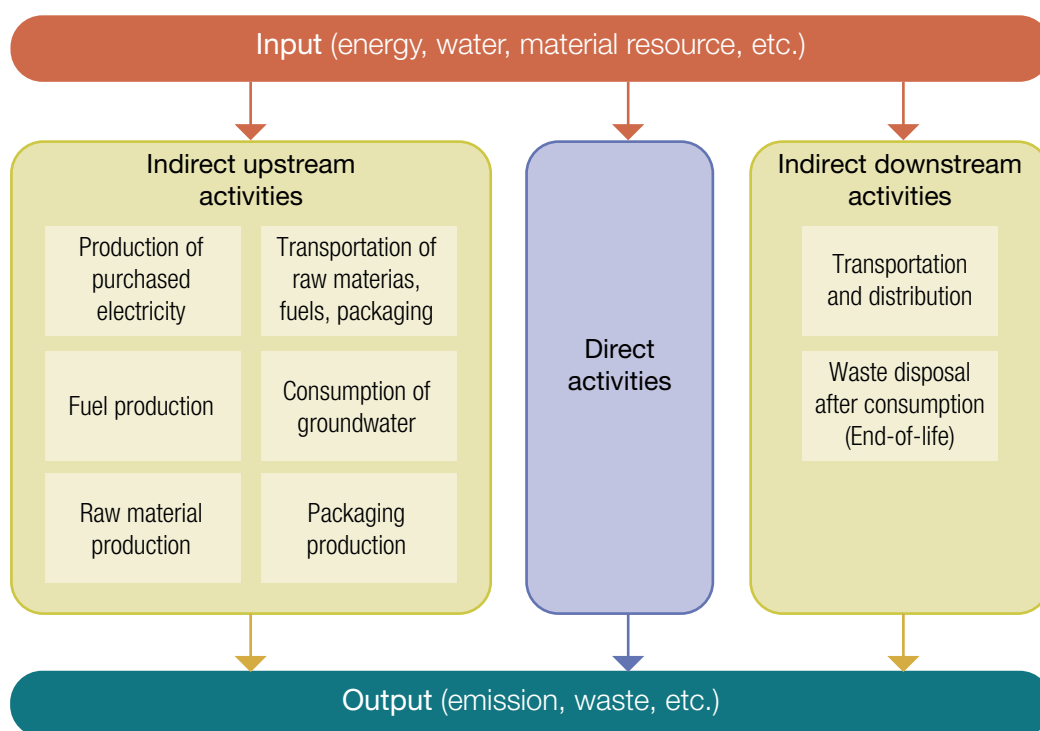 Input (energy, water, material resource, etc.)
Indirect upstream
activities
Production of
purchased
electricity
Transportation of
raw materias,
fuels, packaging
Fuel production
Consumption of
groundwater
Raw material
production
Packaging
production
Direct
activities
Indirect downstream
activities
Transportation
and distribution
Waste disposal
after consumption
(End-of-life)
Output (emission, waste, etc.)